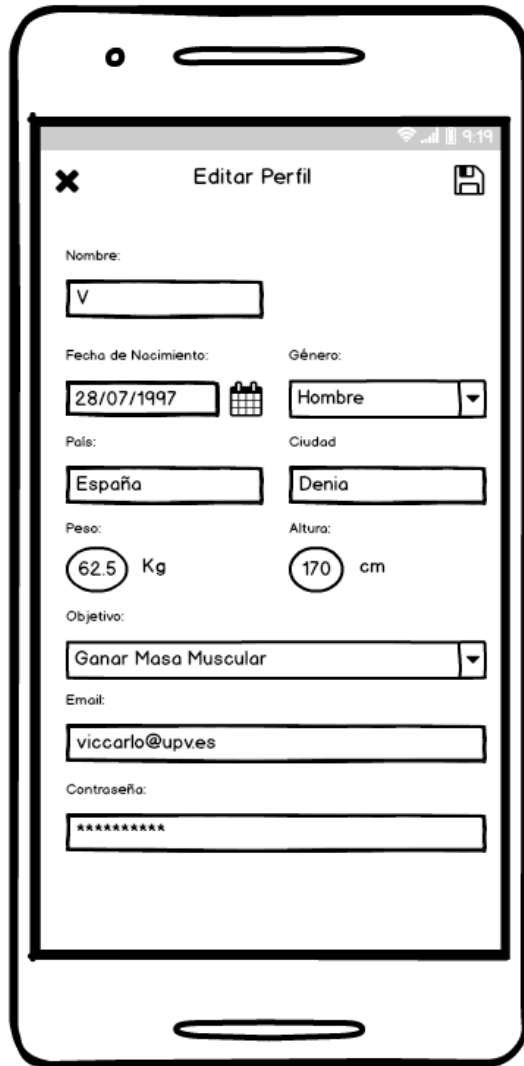 9:19
Editar Perfil
Nombre:
V
Fecha de Nacimiento: Género:
28/07/1997 Hombre
País: Ciudad
España Denia
Peso: Altura:
62.5 Kg 170 cm
Objetivo:
Ganar Masa Muscular
Email:
viccarlo@upv.es
Contraseña:
**********